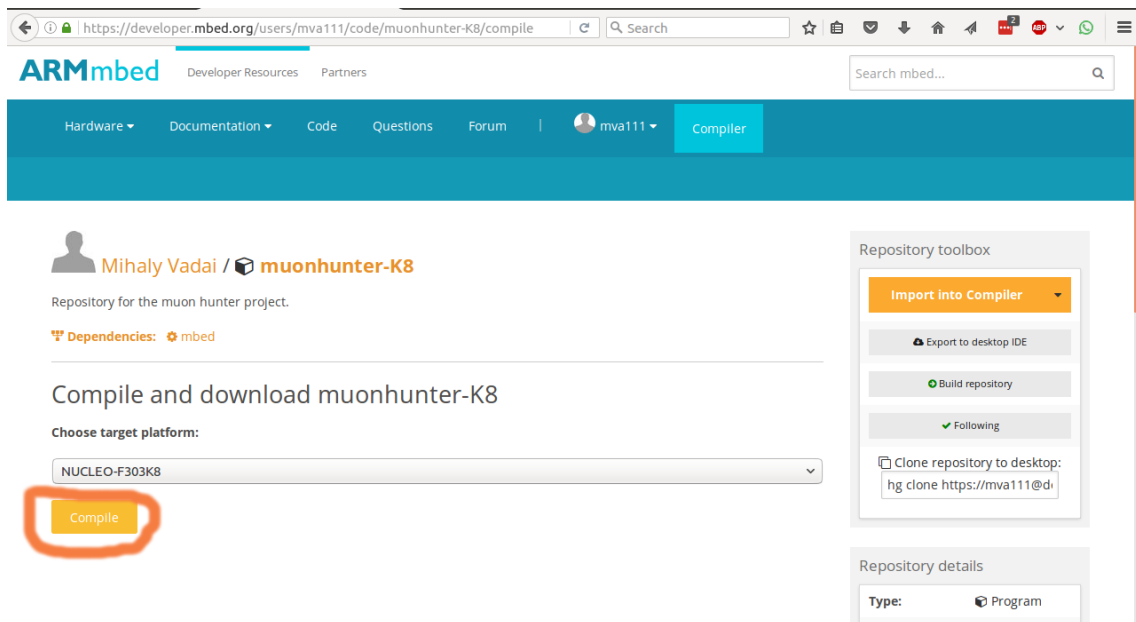 https://developer.mbed.org/users/mva111/code/muonhunter-K8/compile
Search
2
ABP
ARMmbed
Developer Resources
Partners
Search mbed...
Hardware
Documentation
Code
Questions
Forum
|
mva111
Compiler
Mihaly Vadai / muonhunter-K8
Repository for the muon hunter project.
Dependencies: mbed
Compile and download muonhunter-K8
Choose target platform:
NUCLEO-F303K8
Compile
Repository toolbox
Import into Compiler
Export to desktop IDE
Build repository
Following
Clone repository to desktop:
hg clone https://mva111@d
Repository details
Type: Program